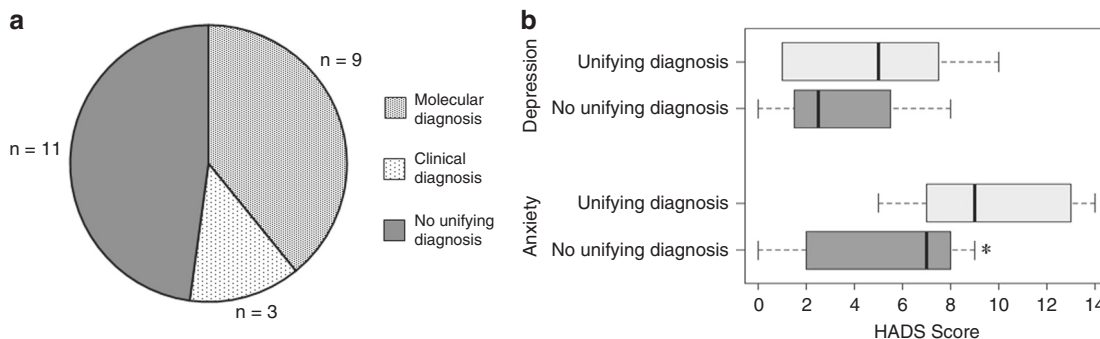 a
n = 9
n = 11
n = 3
Molecular
diagnosis
Clinical
diagnosis
No unifying
diagnosis
b
Depression
Unifying diagnosis
No unifying diagnosis
Anxiety
Unifying diagnosis
No unifying diagnosis
*
0 2 4 6 8 10 12 14
HADS Score